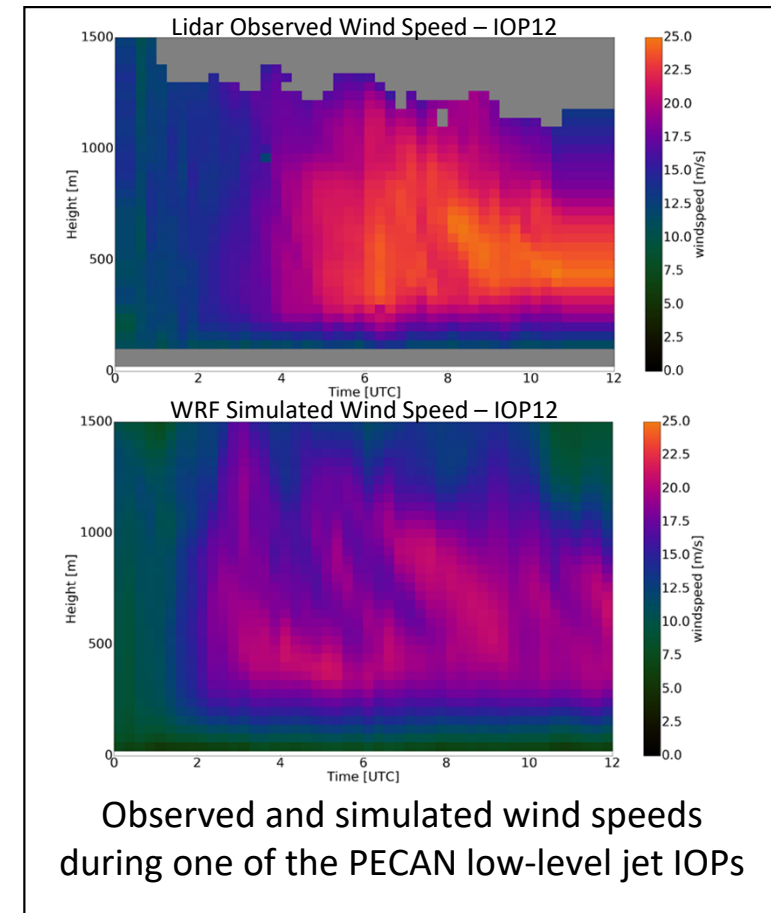 Lidar Observed Wind Speed – IOP12
1500
1000
500
0
Height [m]
0 2 4 6 8 10 12
Time [UTC]
25.0
22.5
20.0
17.5
15.0
12.5
10.0
7.5
5.0
2.5
0.0
windspeed [m/s]
WRF Simulated Wind Speed – IOP12
1500
1000
500
0
Height [m]
0 2 4 6 8 10 12
Time [UTC]
25.0
22.5
20.0
17.5
15.0
12.5
10.0
7.5
5.0
2.5
0.0
windspeed [m/s]
Observed and simulated wind speeds
during one of the PECAN low-level jet IOPs